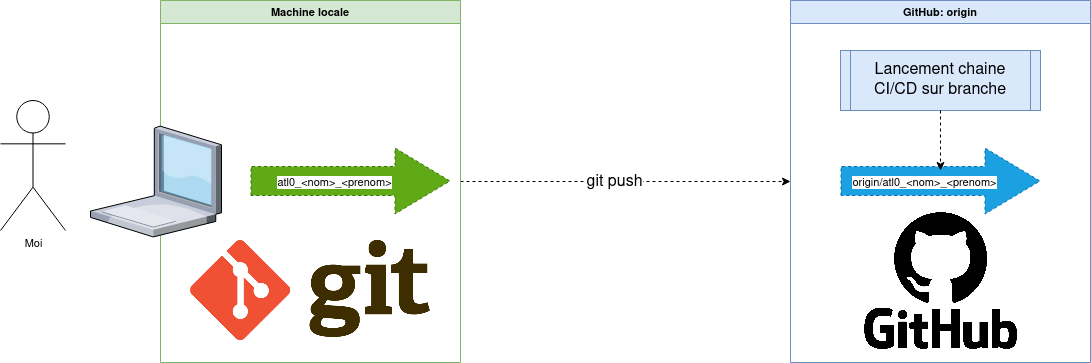 Machine locale
GitHub: origin
Lancement chaine
CI/CD sur branche
atl0_<nom>_<prenom>
git push
origin/atl0_<nom>_<prenom>
Moi
git
GitHub